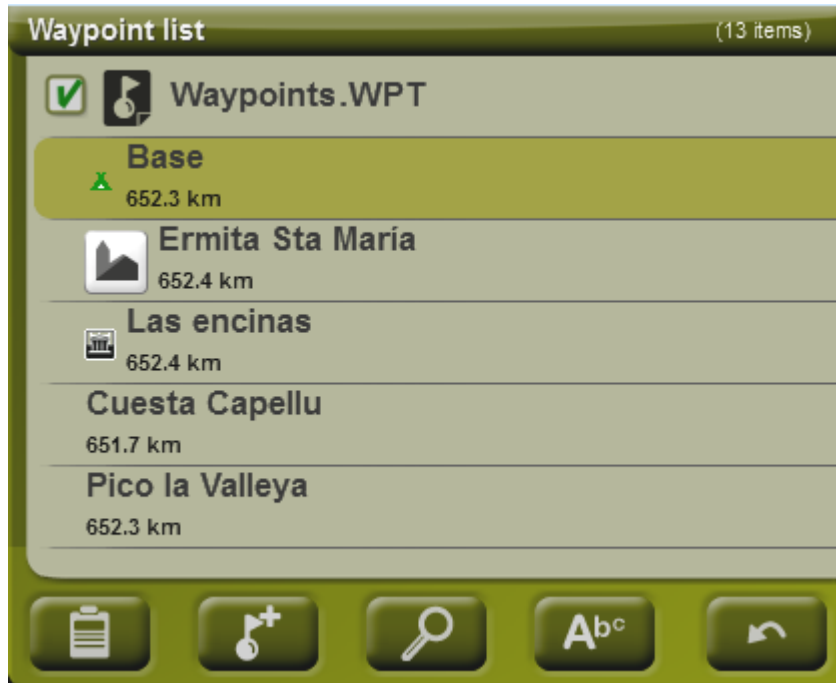 Waypoint list (13 items)
Waypoints.WPT
Base
652.3 km
Ermita Sta María
652.4 km
Las encinas
652.4 km
Cuesta Capellu
651.7 km
Pico la Valleya
652.3 km
Abc